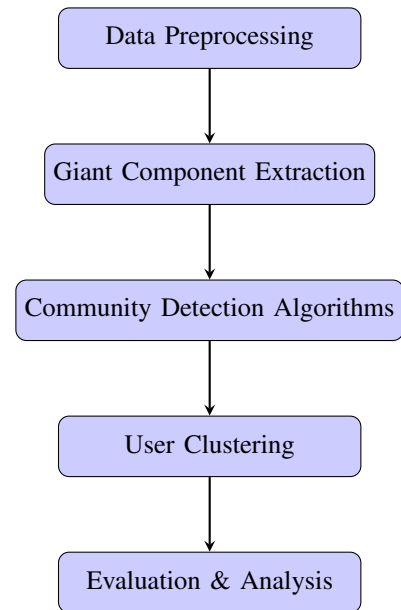 Data Preprocessing
Giant Component Extraction
Community Detection Algorithms
User Clustering
Evaluation & Analysis